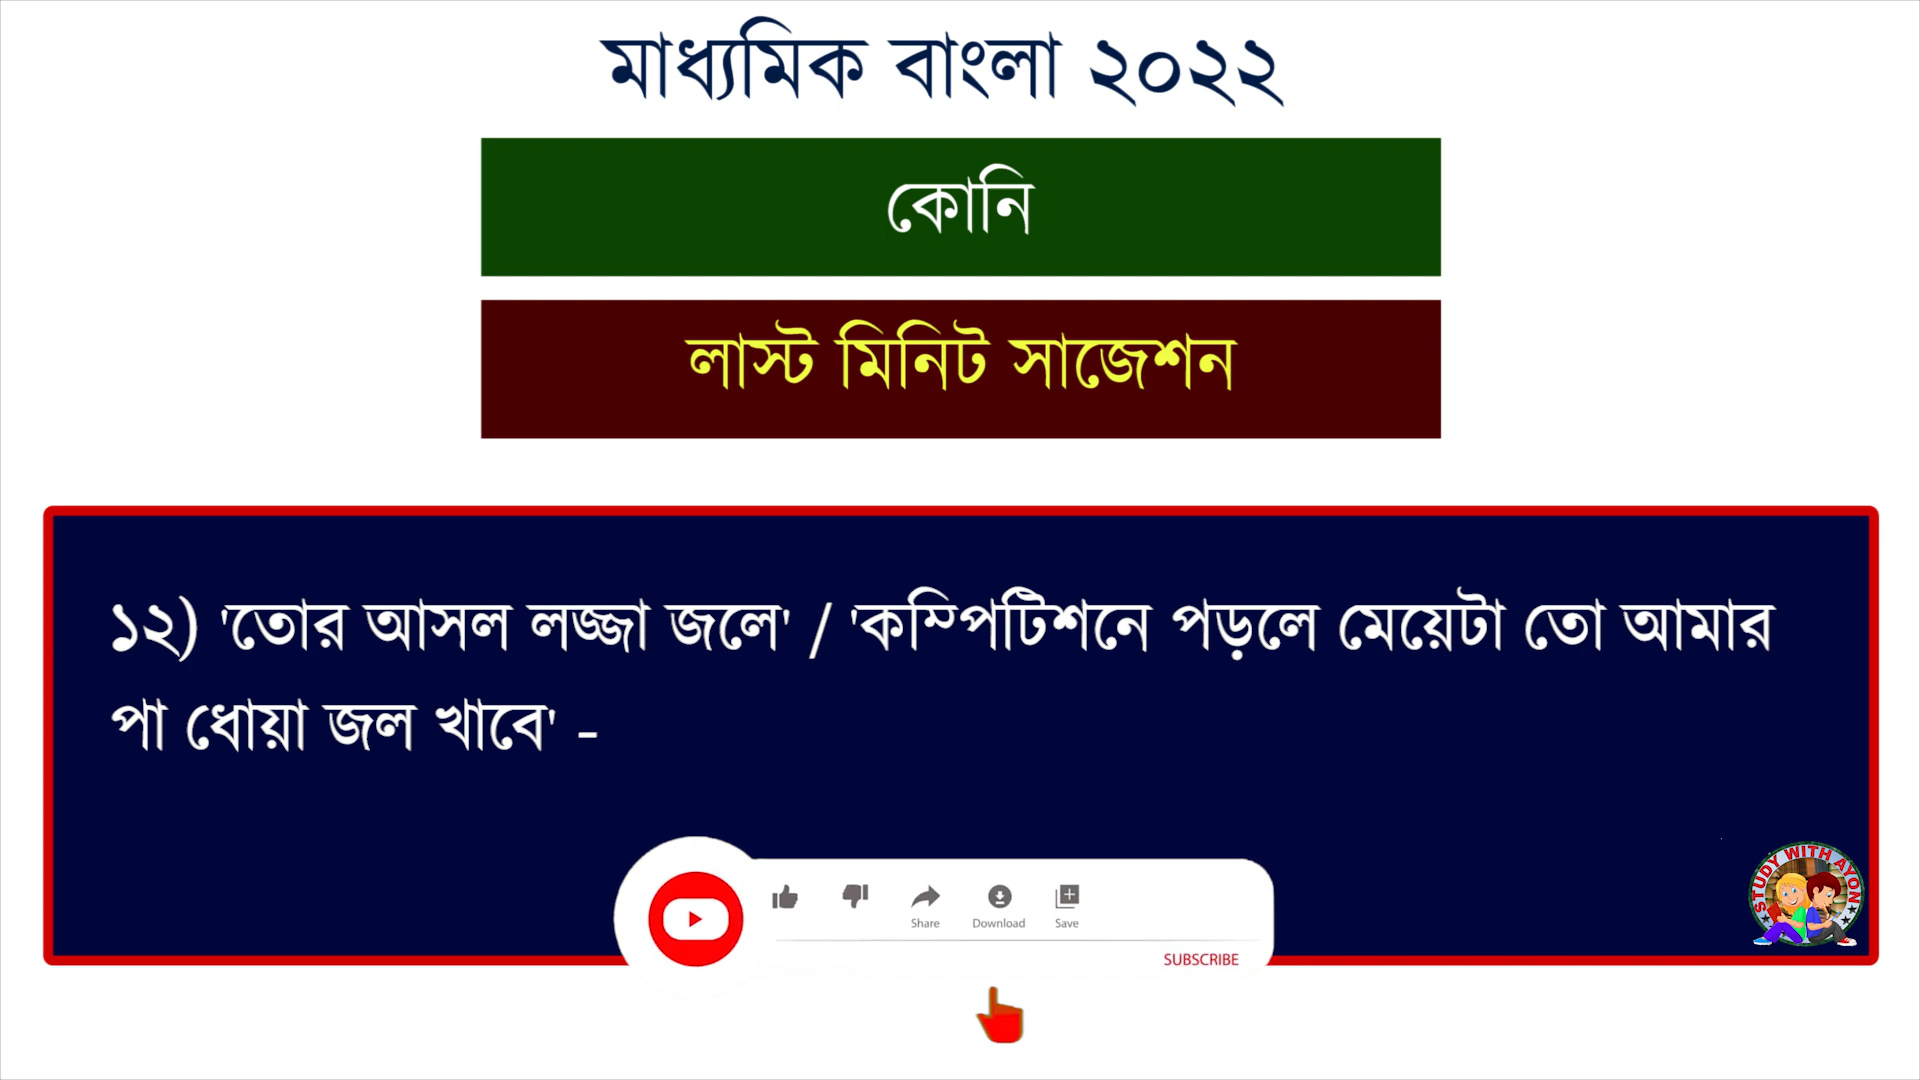 মাধ্যমিক বাংলা ২০২২
কোনি
লাস্ট মিনিট সাজেশন
১২) 'তোর আসল লজ্জা জলে' / 'কম্পিটিশনে পড়লে মেয়েটা তো আমার
পা ধোয়া জল খাবে' -
Share Download Save
SUBSCRIBE
STUDY WITH AYON